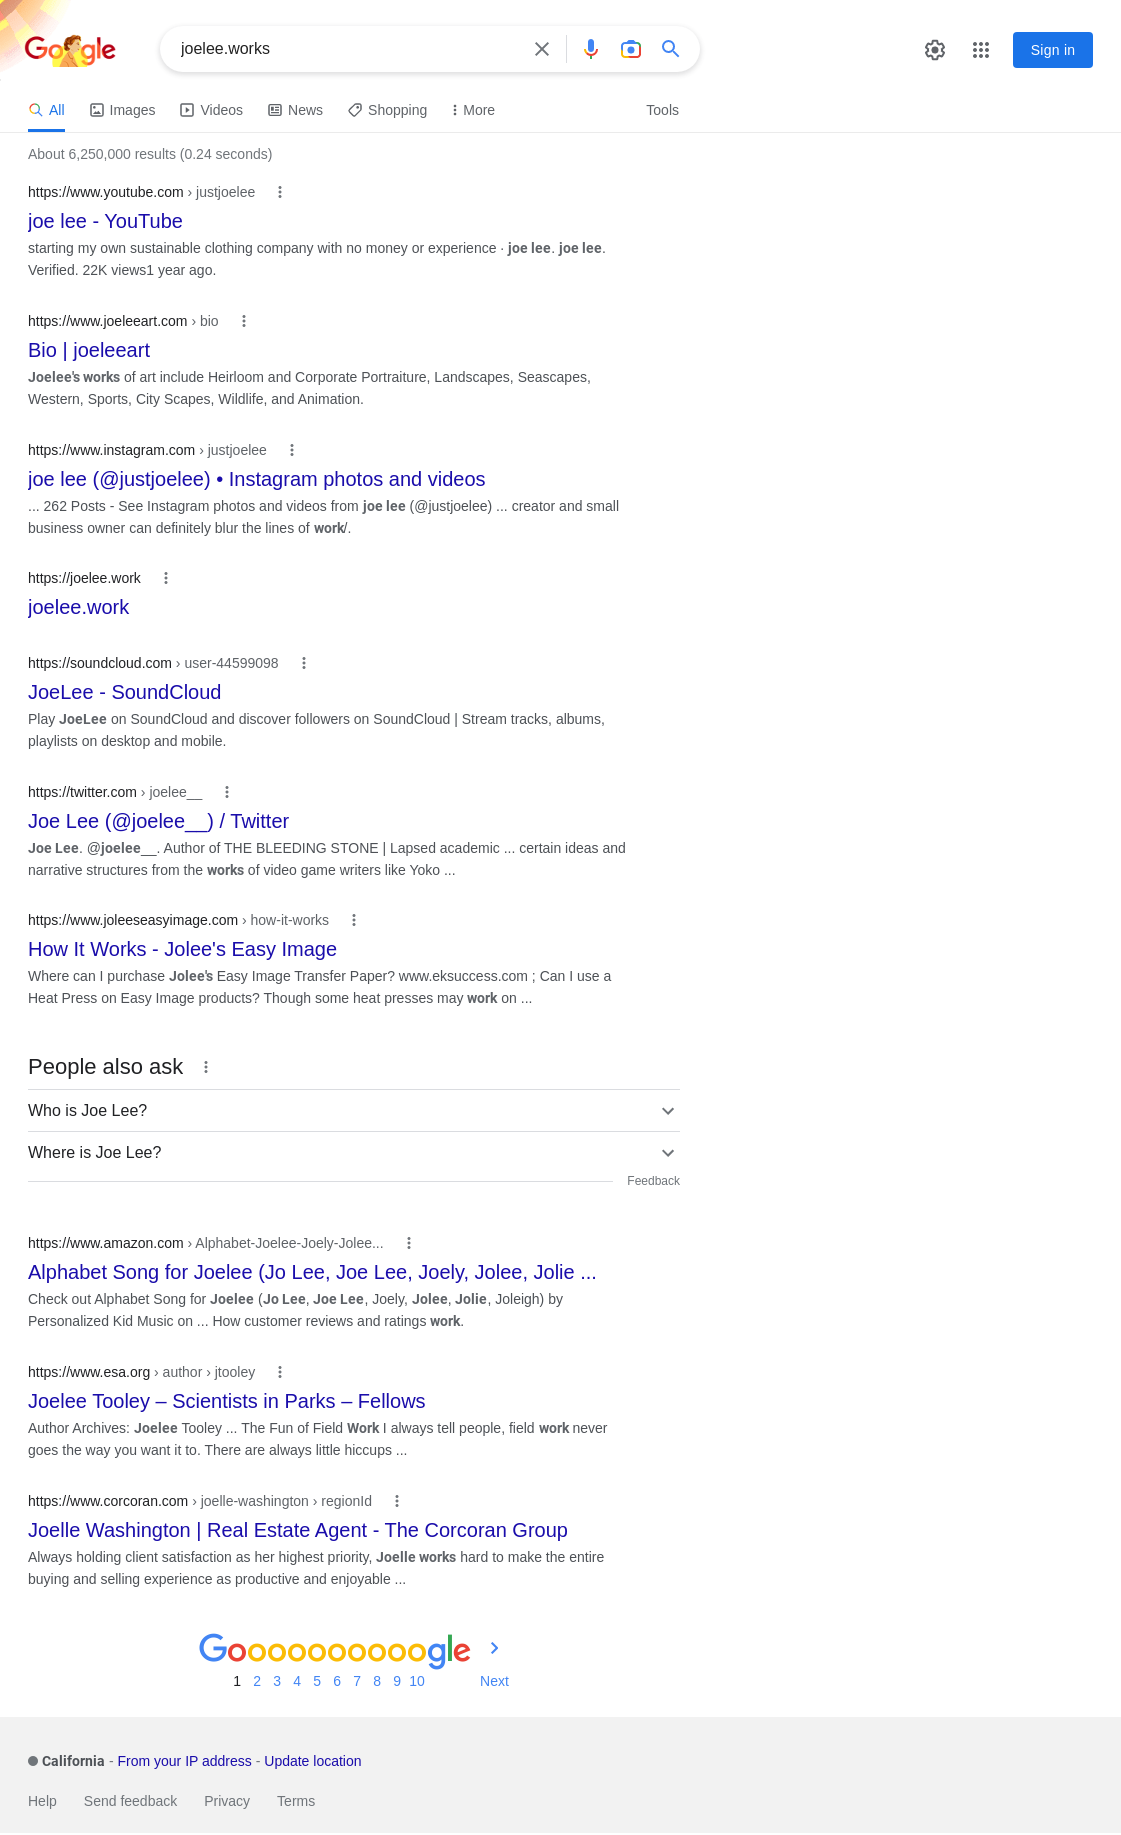 Google
joelee.works
Sign in
All Images Videos News Shopping More Tools
About 6,250,000 results (0.24 seconds)
https://www.youtube.com › justjoelee
joe lee - YouTube
starting my own sustainable clothing company with no money or experience · joe lee. joe lee.
Verified. 22K views1 year ago.
https://www.joeleeart.com › bio
Bio | joeleeart
Joelee's works of art include Heirloom and Corporate Portraiture, Landscapes, Seascapes,
Western, Sports, City Scapes, Wildlife, and Animation.
https://www.instagram.com › justjoelee
joe lee (@justjoelee) • Instagram photos and videos
... 262 Posts - See Instagram photos and videos from joe lee (@justjoelee) ... creator and small
business owner can definitely blur the lines of work/.
https://joelee.work
joelee.work
https://soundcloud.com › user-44599098
JoeLee - SoundCloud
Play JoeLee on SoundCloud and discover followers on SoundCloud | Stream tracks, albums,
playlists on desktop and mobile.
https://twitter.com › joelee__
Joe Lee (@joelee__) / Twitter
Joe Lee. @joelee__. Author of THE BLEEDING STONE | Lapsed academic ... certain ideas and
narrative structures from the works of video game writers like Yoko ...
https://www.joleeseasyimage.com › how-it-works
How It Works - Jolee's Easy Image
Where can I purchase Jolee's Easy Image Transfer Paper? www.eksuccess.com ; Can I use a
Heat Press on Easy Image products? Though some heat presses may work on ...
People also ask
Who is Joe Lee?
Where is Joe Lee?
Feedback
https://www.amazon.com › Alphabet-Joelee-Joely-Jolee...
Alphabet Song for Joelee (Jo Lee, Joe Lee, Joely, Jolee, Jolie ...
Check out Alphabet Song for Joelee (Jo Lee, Joe Lee, Joely, Jolee, Jolie, Joleigh) by
Personalized Kid Music on ... How customer reviews and ratings work.
https://www.esa.org › author › jtooley
Joelee Tooley – Scientists in Parks – Fellows
Author Archives: Joelee Tooley ... The Fun of Field Work I always tell people, field work never
goes the way you want it to. There are always little hiccups ...
https://www.corcoran.com › joelle-washington › regionId
Joelle Washington | Real Estate Agent - The Corcoran Group
Always holding client satisfaction as her highest priority, Joelle works hard to make the entire
buying and selling experience as productive and enjoyable ...
Goooooooooogle
1 2 3 4 5 6 7 8 9 10 Next
California - From your IP address - Update location
Help Send feedback Privacy Terms